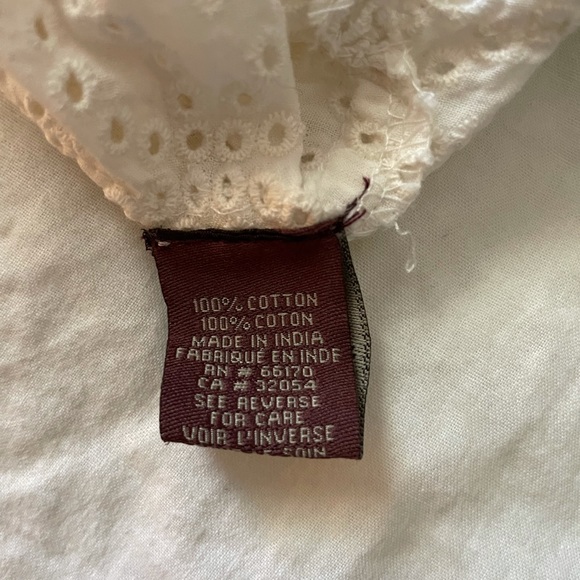 100% COTTON
100% COTON
MADE IN INDIA
FABRIQUÉ EN INDE
RN # 66170
CA # 32054
SEE REVERSE
FOR CARE
VOIR L'INVERSE
SOIN